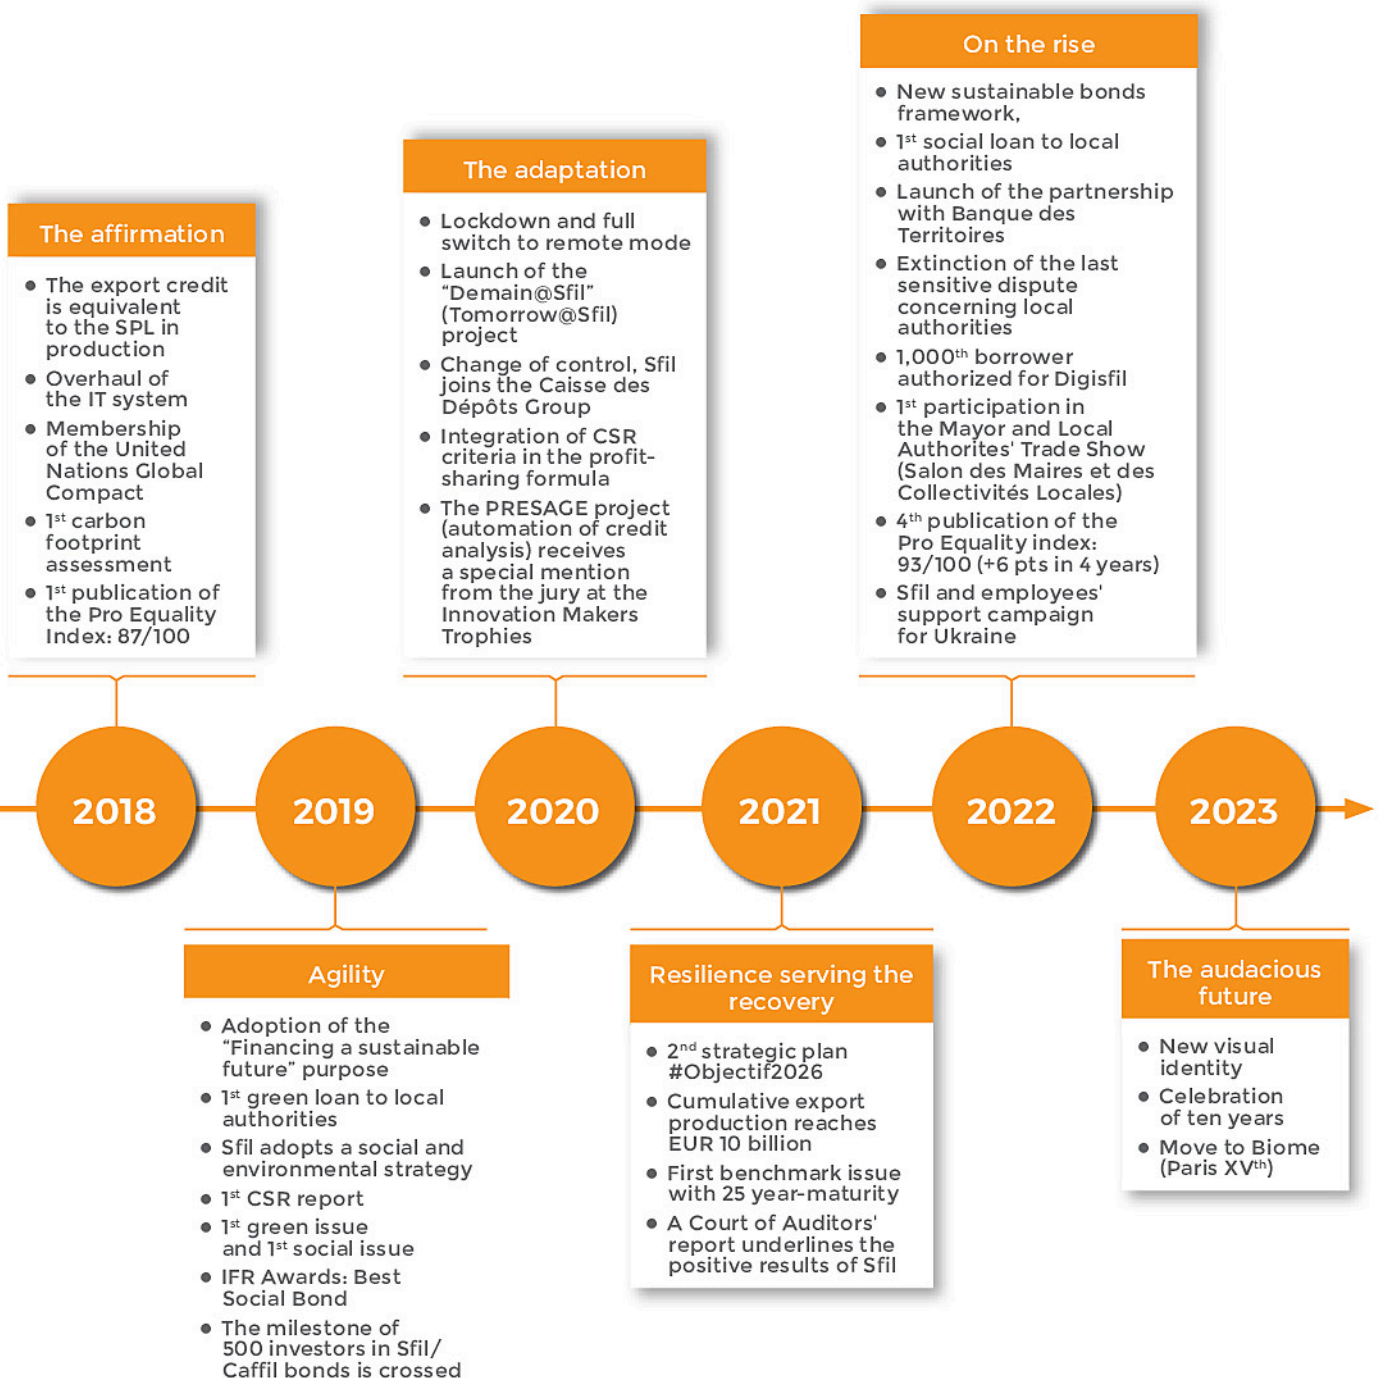 The affirmation
The export credit
is equivalent
to the SPL in
production
Overhaul of
the IT system
Membership
of the United
Nations Global
Compact
1st carbon
footprint
assessment
1st publication of
the Pro Equality
Index: 87/100
The adaptation
Lockdown and full
switch to remote mode
Launch of the
“Demain@Sfil”
(Tomorrow@Sfil)
project
Change of control, Sfil
joins the Caisse des
Dépôts Group
Integration of CSR
criteria in the profit-
sharing formula
The PRESAGE project
(automation of credit
analysis) receives
a special mention
from the jury at the
Innovation Makers
Trophies
On the rise
New sustainable bonds
framework,
1st social loan to local
authorities
Launch of the partnership
with Banque des
Territoires
Extinction of the last
sensitive dispute
concerning local
authorities
1,000th borrower
authorized for Digisfil
1st participation in
the Mayor and Local
Authorites' Trade Show
(Salon des Maires et des
Collectivités Locales)
4th publication of the
Pro Equality index:
93/100 (+6 pts in 4 years)
Sfil and employees'
support campaign
for Ukraine
2018
2019
2020
2021
2022
2023
Agility
Adoption of the
“Financing a sustainable
future” purpose
1st green loan to local
authorities
Sfil adopts a social and
environmental strategy
1st CSR report
1st green issue
and 1st social issue
IFR Awards: Best
Social Bond
The milestone of
500 investors in Sfil/
Caffil bonds is crossed
Resilience serving the
recovery
2nd strategic plan
#Objectif2026
Cumulative export
production reaches
EUR 10 billion
First benchmark issue
with 25 year-maturity
A Court of Auditors'
report underlines the
positive results of Sfil
The audacious
future
New visual
identity
Celebration
of ten years
Move to Biome
(Paris XVth)